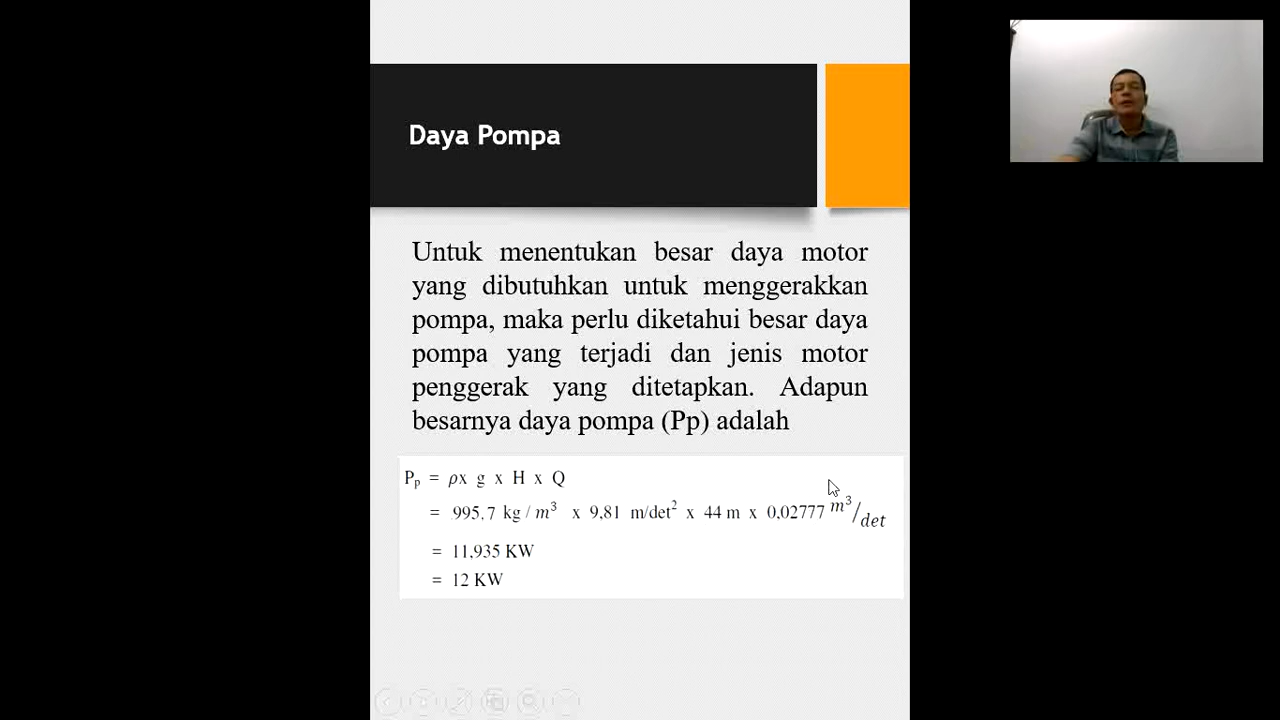 Daya Pompa
Untuk menentukan besar daya motor
yang dibutuhkan untuk menggerakkan
pompa, maka perlu diketahui besar daya
pompa yang terjadi dan jenis motor
penggerak yang ditetapkan. Adapun
besarnya daya pompa (Pp) adalah
Pₚ = ρx g x H x Q
= 995,7 kg / m³ x 9,81 m/det² x 44 m x 0,02777 m³/det
= 11,935 KW
= 12 KW